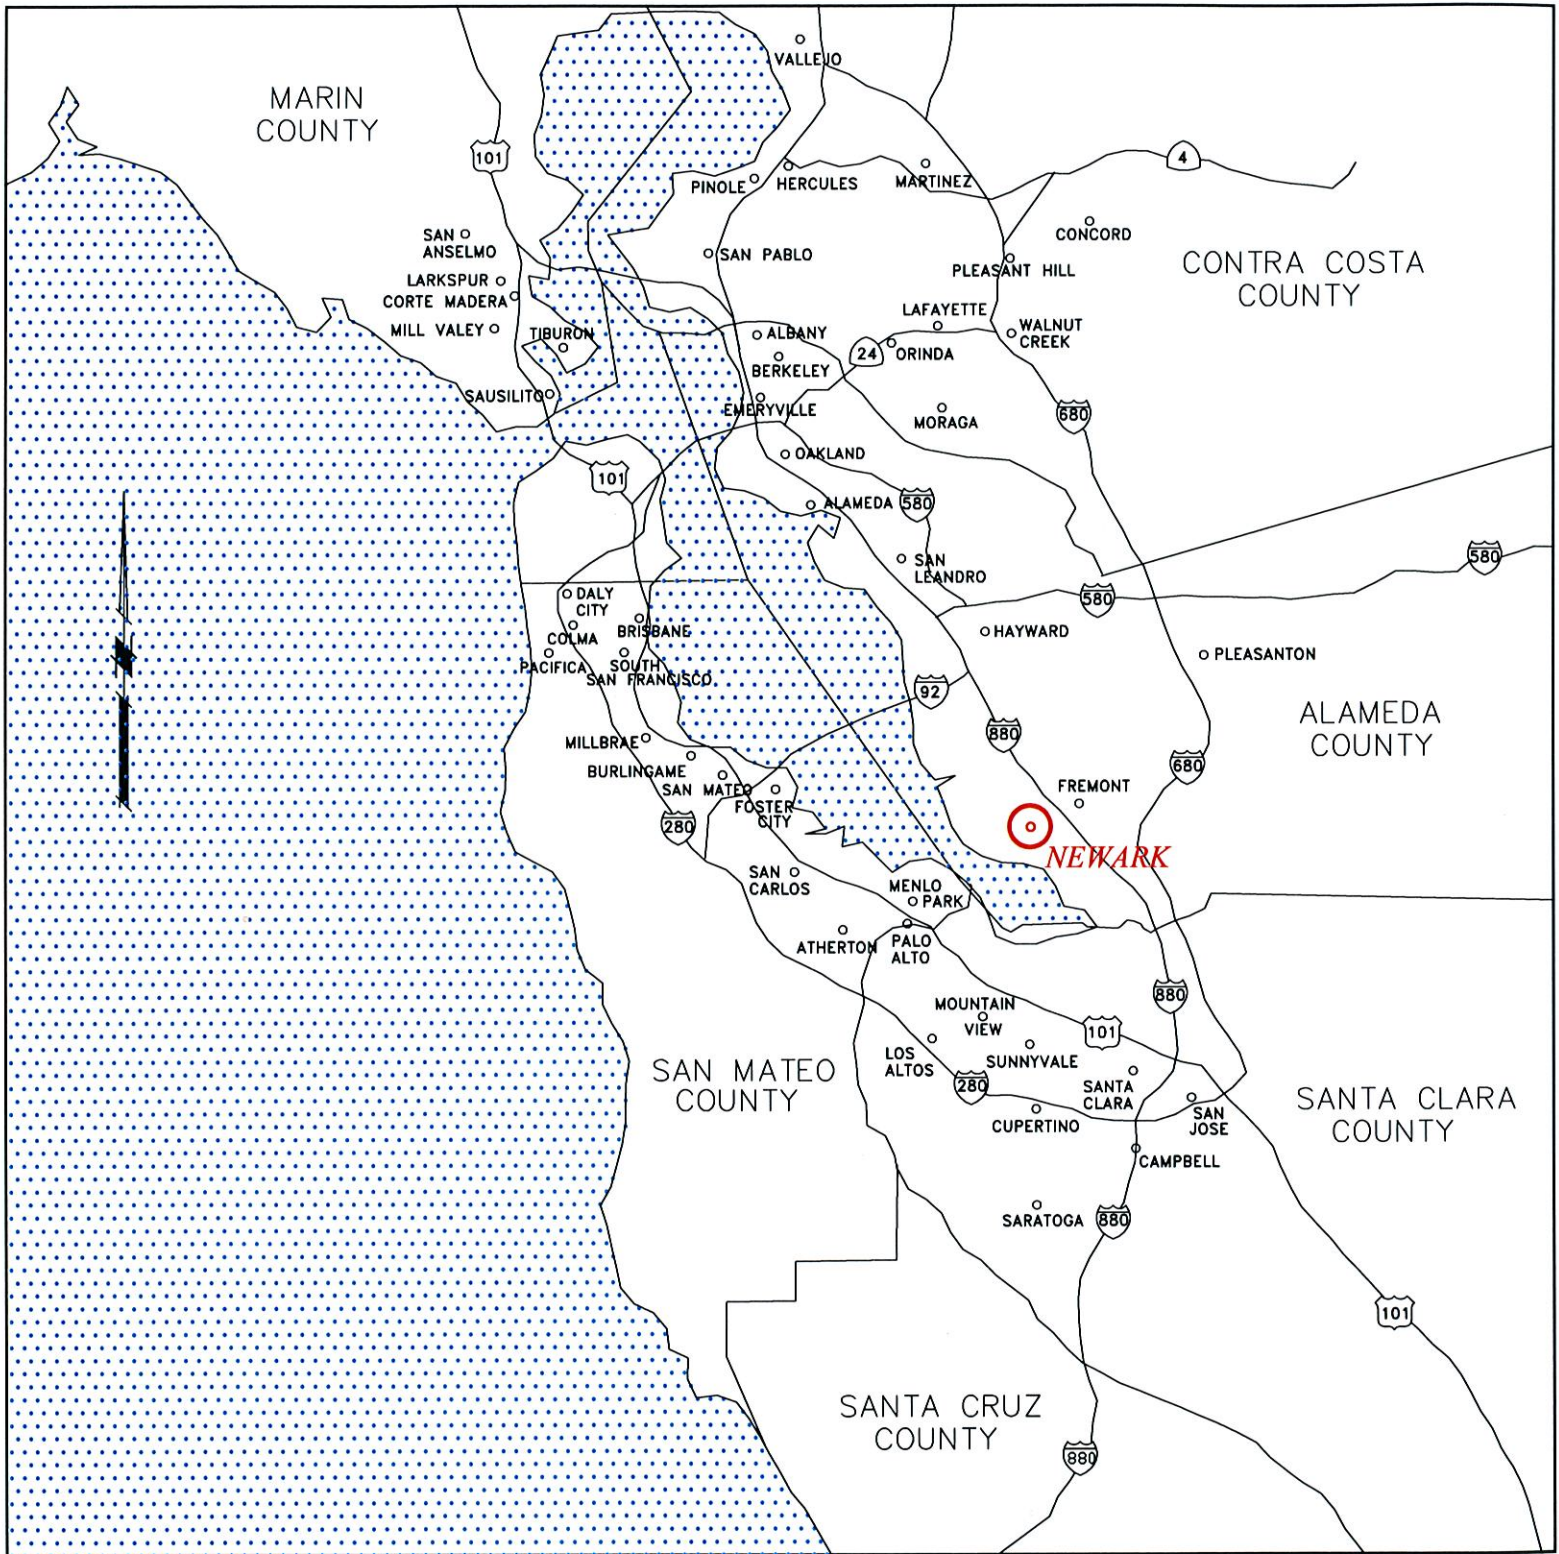 VALLEJO
MARIN
COUNTY
101
4
PINOLE
HERCULES
MARTINEZ
SAN
ANSELMO
SAN PABLO
CONCORD
PLEASANT HILL
CONTRA COSTA
COUNTY
LARKSPUR
CORTE MADERA
MILL VALEY
TIBURON
ALBANY
LAFAYETTE
WALNUT
CREEK
24
ORINDA
BERKELEY
SAUSILITO
EMERYVILLE
MORAGA
680
OAKLAND
101
ALAMEDA
580
SAN
LEANDRO
580
580
DALY
CITY
COLMA
BRISBANE
HAYWARD
PACIFICA
SOUTH
SAN FRANCISCO
PLEASANTON
92
ALAMEDA
COUNTY
MILLBRAE
880
BURLINGAME
680
SAN MATEO
FOSTER
CITY
FREMONT
280
NEWARK
SAN
CARLOS
MENLO
PARK
ATHERTON
PALO
ALTO
880
MOUNTAIN
VIEW
101
LOS
ALTOS
SUNNYVALE
SAN MATEO
COUNTY
280
SANTA
CLARA
SANTA CLARA
COUNTY
CUPERTINO
SAN
JOSE
CAMPBELL
SARATOGA
880
101
SANTA CRUZ
COUNTY
880